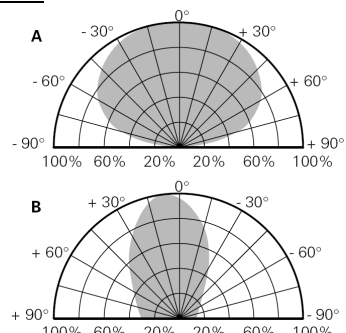 0°
A
- 30° + 30°
- 60° + 60°
- 90° + 90°
100% 60% 20% 20% 60% 100%
0°
B
+ 30° - 30°
+ 60° - 60°
+ 90° - 90°
100% 60% 20% 20% 60% 100%